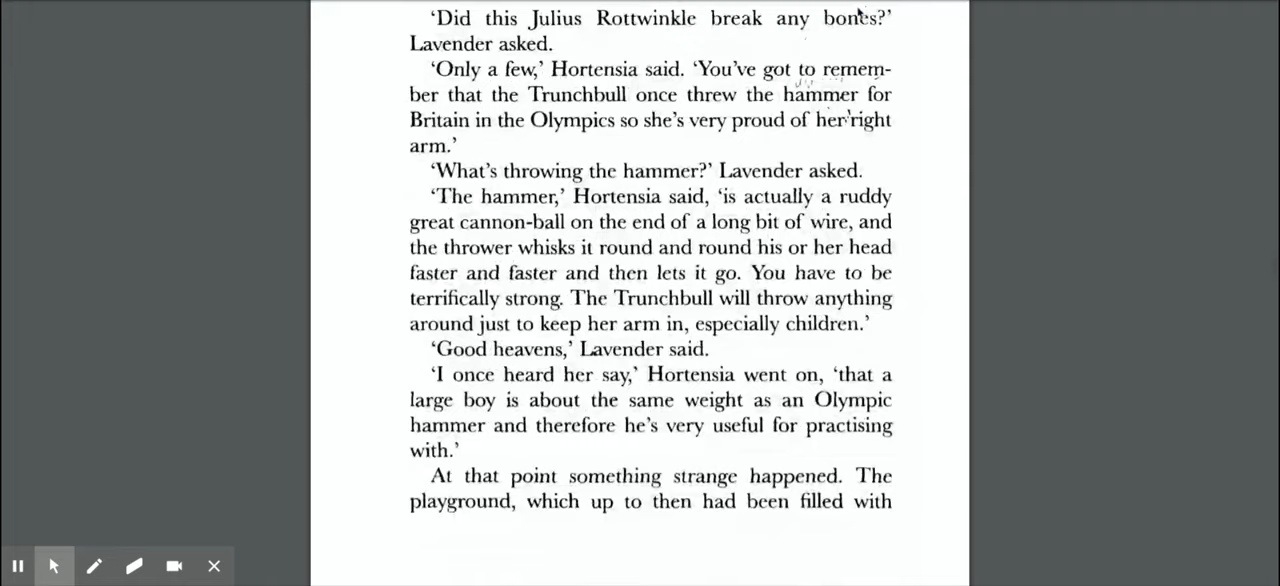 ‘Did this Julius Rottwinkle break any bones?’
Lavender asked.
‘Only a few,’ Hortensia said. ‘You’ve got to remem-
ber that the Trunchbull once threw the hammer for
Britain in the Olympics so she’s very proud of her right
arm.’
‘What’s throwing the hammer?’ Lavender asked.
‘The hammer,’ Hortensia said, ‘is actually a ruddy
great cannon-ball on the end of a long bit of wire, and
the thrower whisks it round and round his or her head
faster and faster and then lets it go. You have to be
terrifically strong. The Trunchbull will throw anything
around just to keep her arm in, especially children.’
‘Good heavens,’ Lavender said.
‘I once heard her say,’ Hortensia went on, ‘that a
large boy is about the same weight as an Olympic
hammer and therefore he’s very useful for practising
with.’
At that point something strange happened. The
playground, which up to then had been filled with